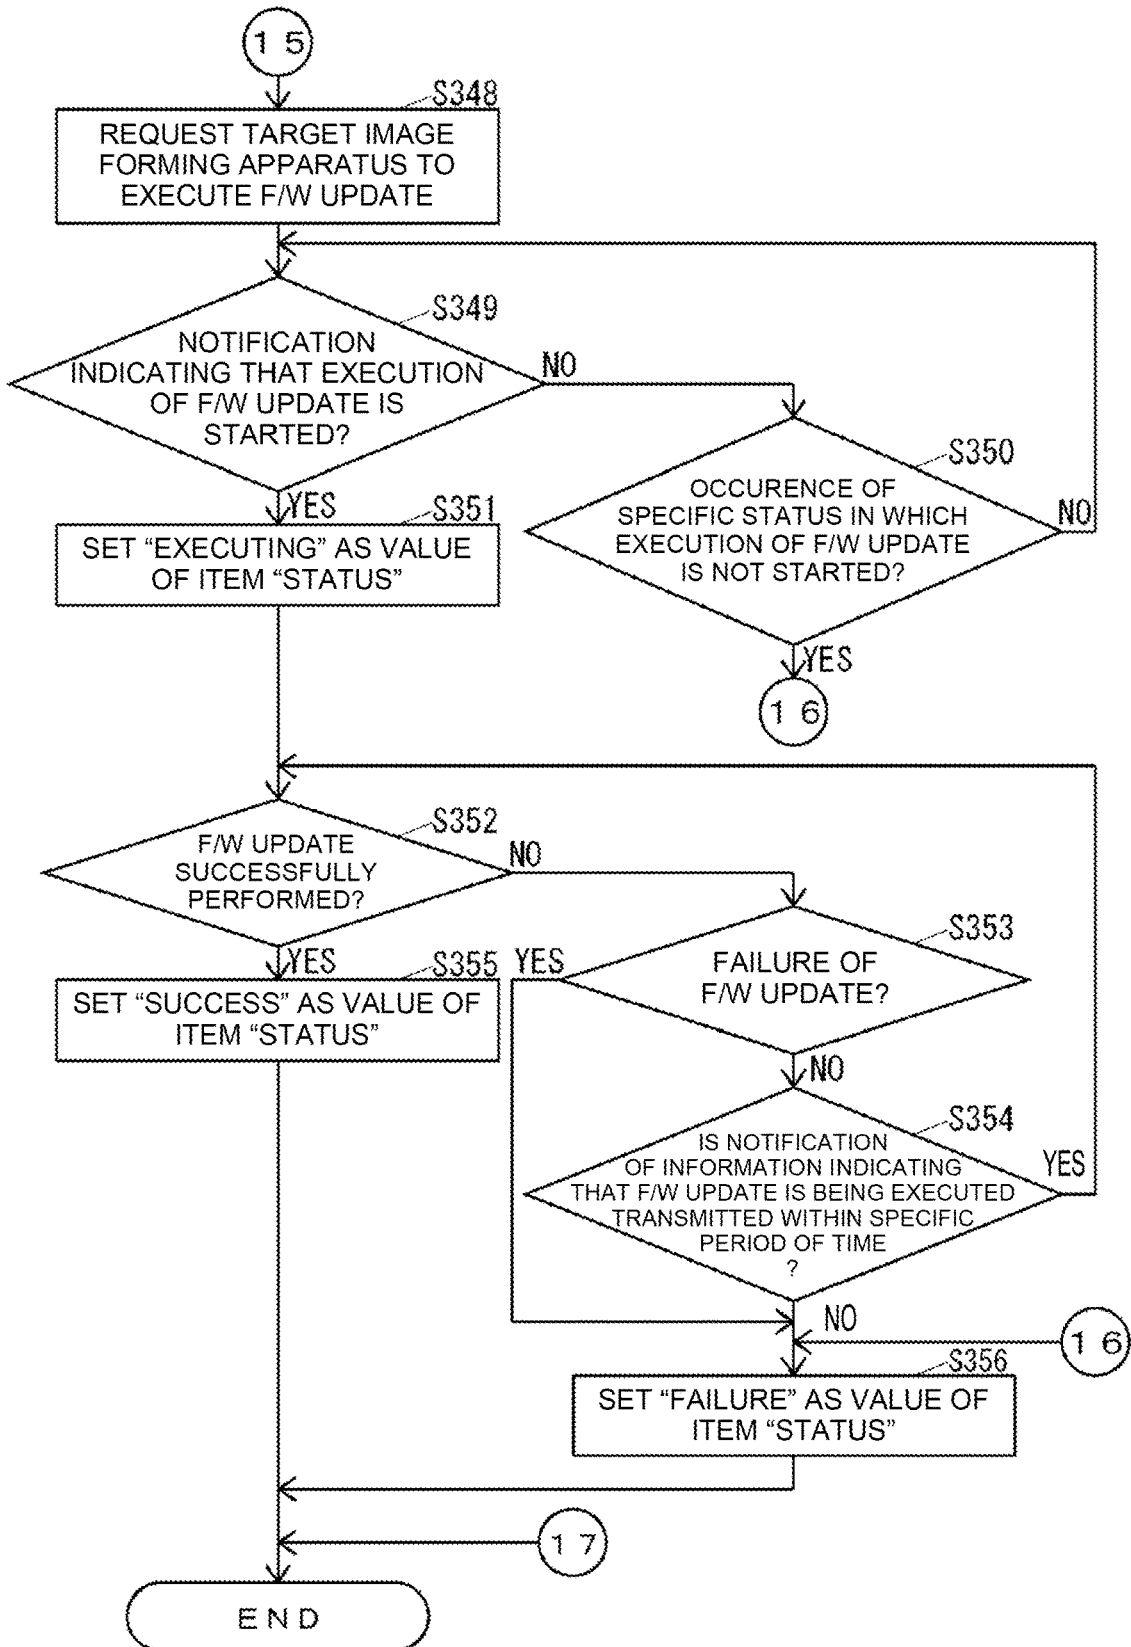 15
S348
REQUEST TARGET IMAGE
FORMING APPARATUS TO
EXECUTE F/W UPDATE
S349
NOTIFICATION
INDICATING THAT EXECUTION
OF F/W UPDATE IS
STARTED?
NO
YES
S350
OCCURENCE OF
SPECIFIC STATUS IN WHICH
EXECUTION OF F/W UPDATE
IS NOT STARTED?
NO
YES
16
S351
SET “EXECUTING” AS VALUE
OF ITEM “STATUS”
S352
F/W UPDATE
SUCCESSFULLY
PERFORMED?
NO
YES
S353
FAILURE OF
F/W UPDATE?
YES
NO
S355
SET “SUCCESS” AS VALUE OF
ITEM “STATUS”
S354
IS NOTIFICATION
OF INFORMATION INDICATING
THAT F/W UPDATE IS BEING EXECUTED
TRANSMITTED WITHIN SPECIFIC
PERIOD OF TIME
?
YES
NO
16
S356
SET “FAILURE” AS VALUE OF
ITEM “STATUS”
17
END